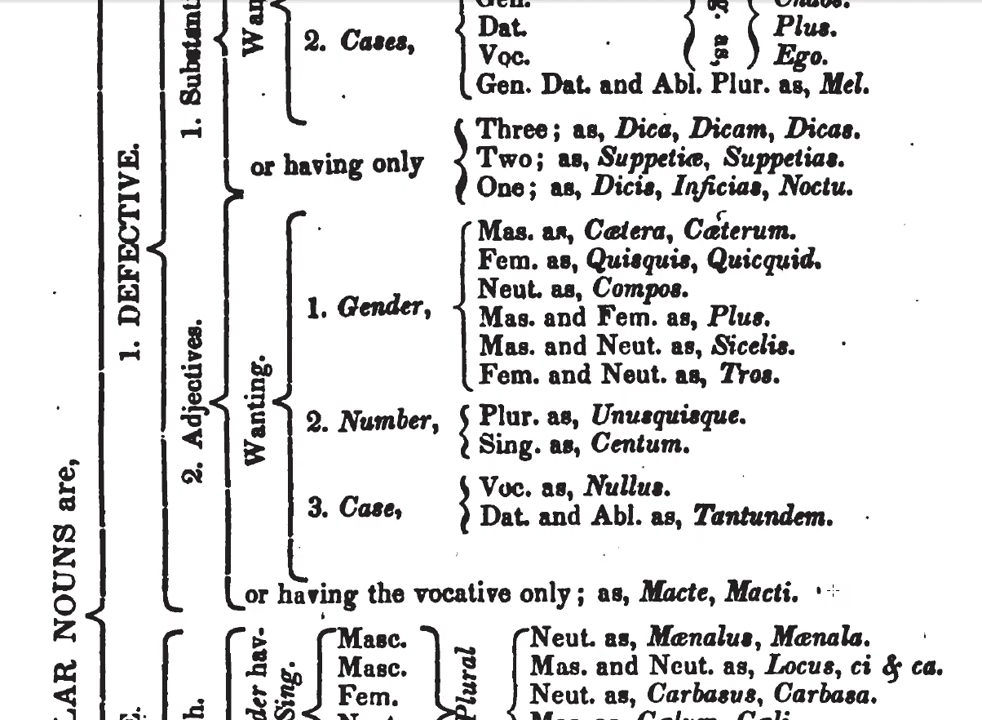 2. Cases,
Dat.
Voc.
Gen. Dat. and Abl. Plur. as, Mel.
as,
Plus.
Ego.
or having only
Three; as, Dica, Dicam, Dicas.
Two; as, Suppetiæ, Suppetias.
One; as, Dicis, Inficias, Noctu.
1. DEFECTIVE.
2. Adjectives.
Wanting.
1. Gender,
Mas. as, Cætera, Cæterum.
Fem. as, Quisquis, Quicquid.
Neut. as, Compos.
Mas. and Fem. as, Plus.
Mas. and Neut. as, Sicelis.
Fem. and Neut. as, Tros.
2. Number,
Plur. as, Unusquisque.
Sing. as, Centum.
3. Case,
Voc. as, Nullus.
Dat. and Abl. as, Tantundem.
or having the vocative only; as, Macte, Macti.
LAR NOUNS are,
der hav-
Sing.
Masc.
Masc.
Fem.
Plural
Neut. as, Mænalus, Mænala.
Mas. and Neut. as, Locus, ci & ca.
Neut. as, Carbasus, Carbasa.